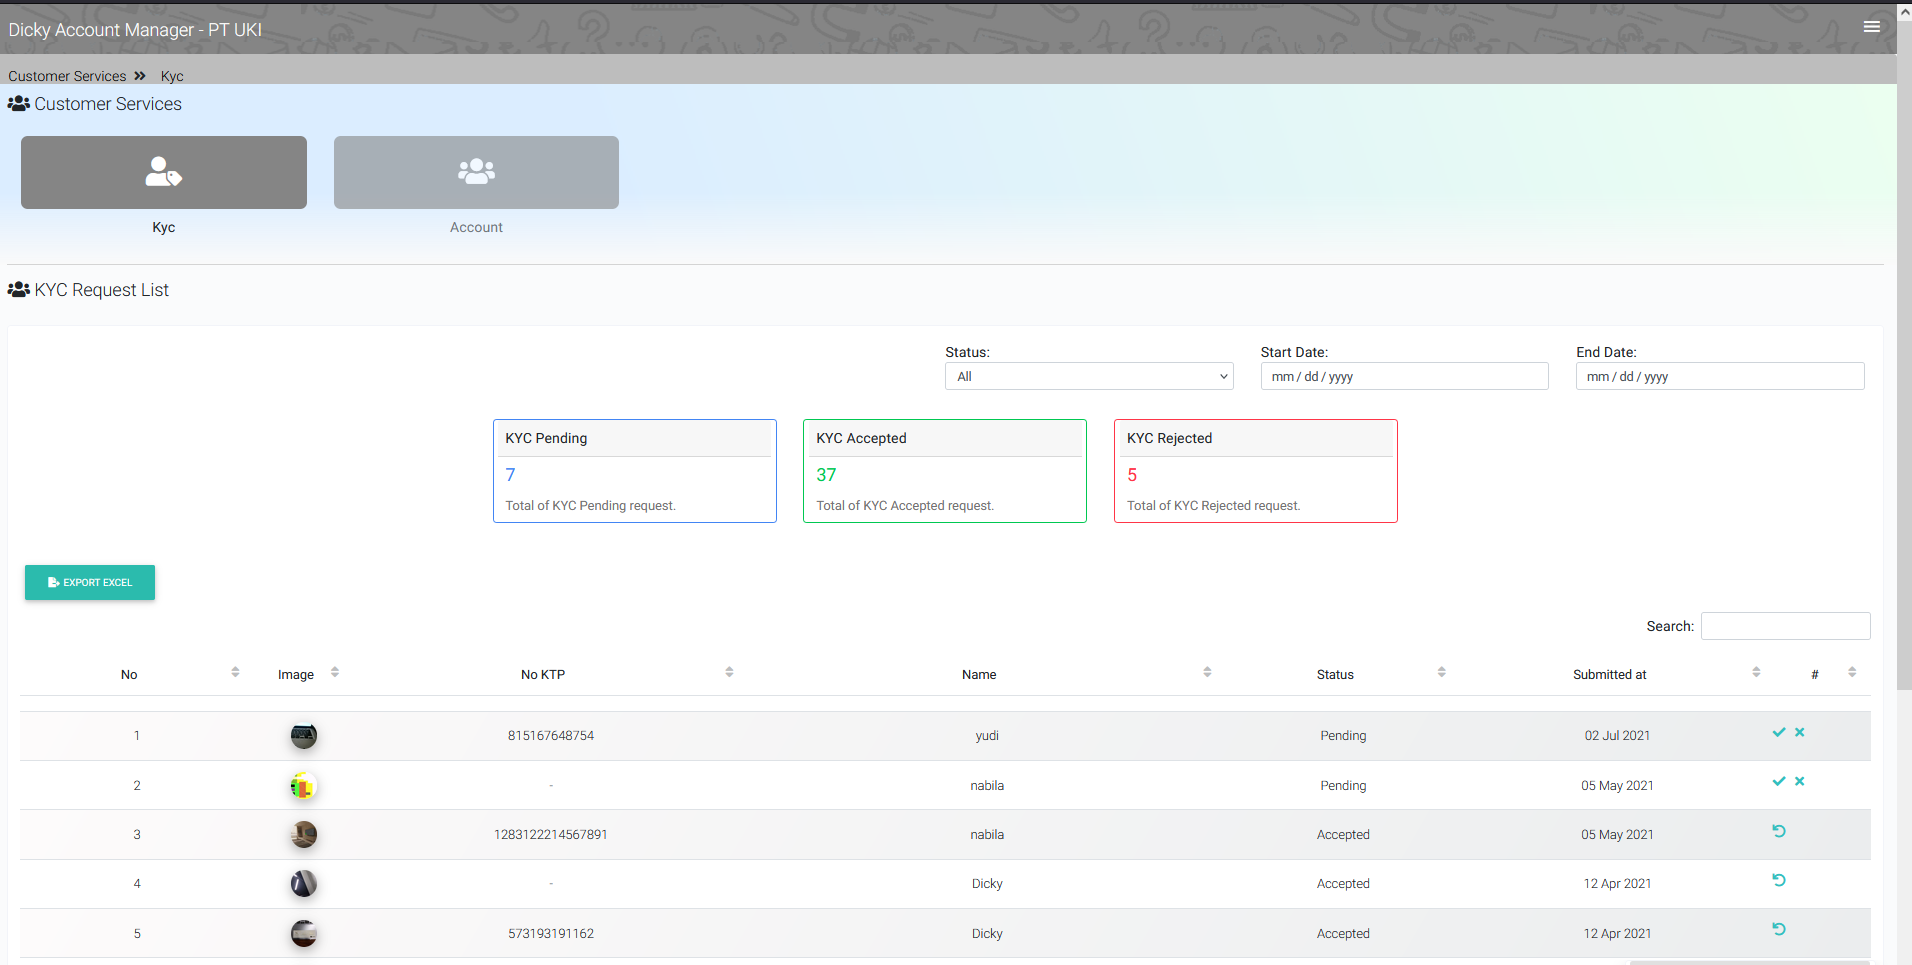 Dicky Account Manager - PT UKI
Customer Services » Kyc
Customer Services
Kyc Account
KYC Request List
Status: Start Date: End Date:
All mm / dd / yyyy mm / dd / yyyy
KYC Pending KYC Accepted KYC Rejected
7 37 5
Total of KYC Pending request. Total of KYC Accepted request. Total of KYC Rejected request.
EXPORT EXCEL
Search:
No Image No KTP Name Status Submitted at #
1 815167648754 yudi Pending 02 Jul 2021
2 - nabila Pending 05 May 2021
3 1283122214567891 nabila Accepted 05 May 2021
4 - Dicky Accepted 12 Apr 2021
5 573193191162 Dicky Accepted 12 Apr 2021